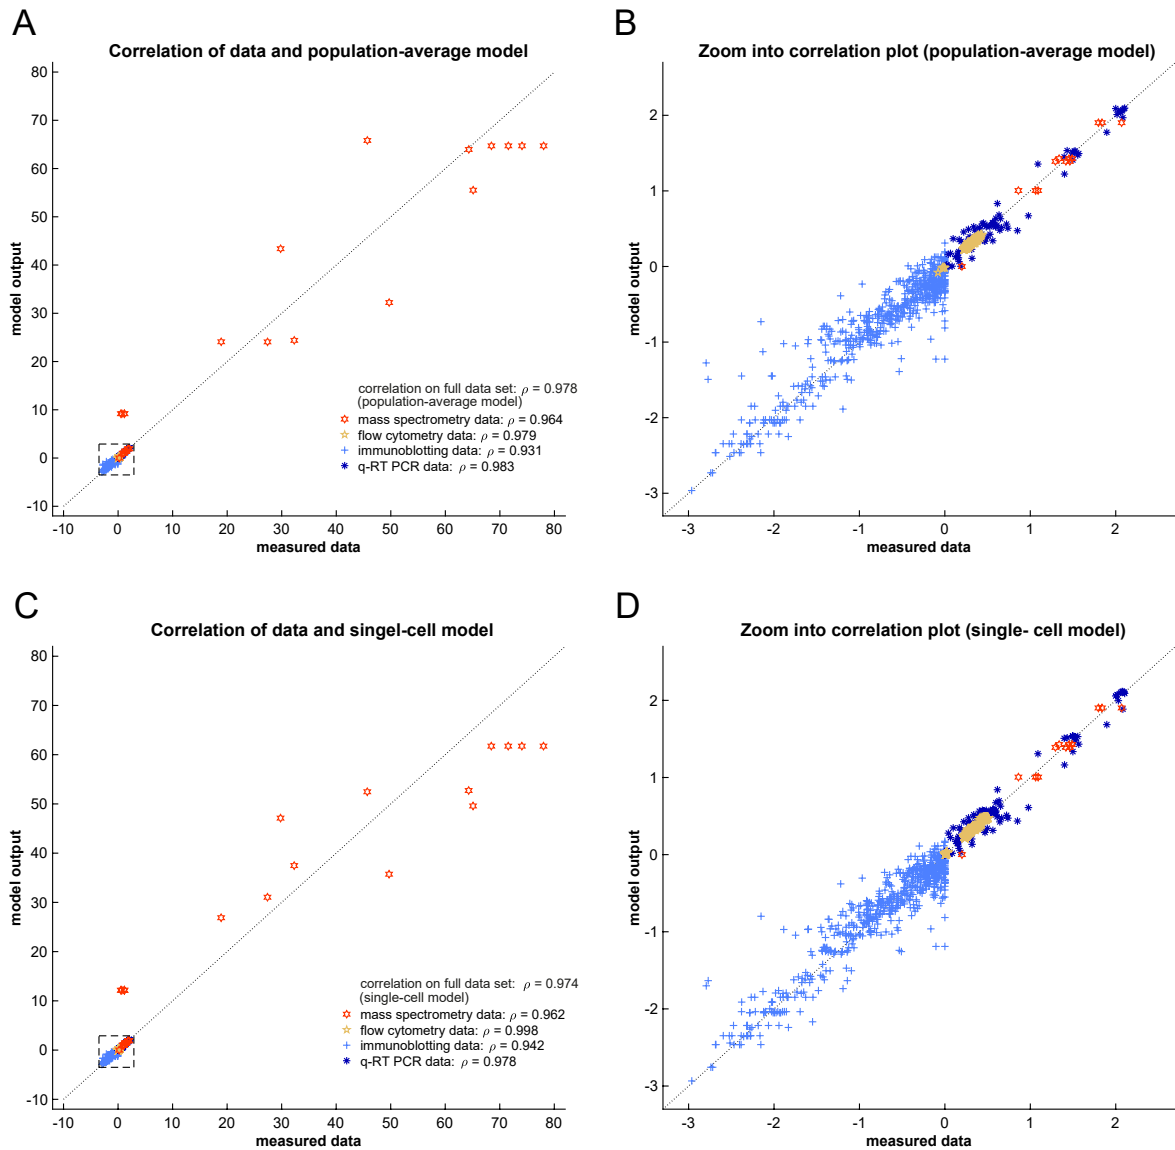 A
Correlation of data and population-average model
80
70
60
50
40
30
20
10
0
-10
model output
-10 0 10 20 30 40 50 60 70 80
measured data
correlation on full data set: ρ = 0.978
(population-average model)
mass spectrometry data: ρ = 0.964
flow cytometry data: ρ = 0.979
immunoblotting data: ρ = 0.931
q-RT PCR data: ρ = 0.983
B
Zoom into correlation plot (population-average model)
2
1
0
-1
-2
-3
model output
-3 -2 -1 0 1 2
measured data
C
Correlation of data and singel-cell model
80
70
60
50
40
30
20
10
0
-10
model output
-10 0 10 20 30 40 50 60 70 80
measured data
correlation on full data set: ρ = 0.974
(single-cell model)
mass spectrometry data: ρ = 0.962
flow cytometry data: ρ = 0.998
immunoblotting data: ρ = 0.942
q-RT PCR data: ρ = 0.978
D
Zoom into correlation plot (single- cell model)
2
1
0
-1
-2
-3
model output
-3 -2 -1 0 1 2
measured data